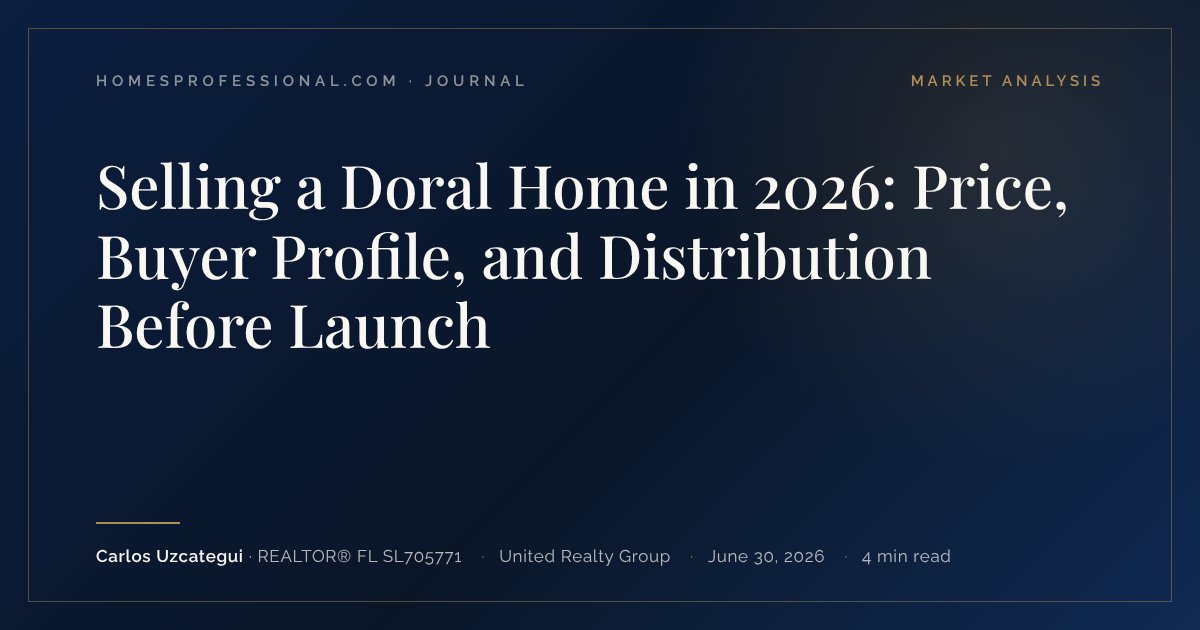 HOMESPROFESSIONAL.COM · JOURNAL
MARKET ANALYSIS
Selling a Doral Home in 2026: Price,
Buyer Profile, and Distribution
Before Launch
Carlos Uzcategui · REALTOR® FL SL705771 · United Realty Group · June 30, 2026 · 4 min read